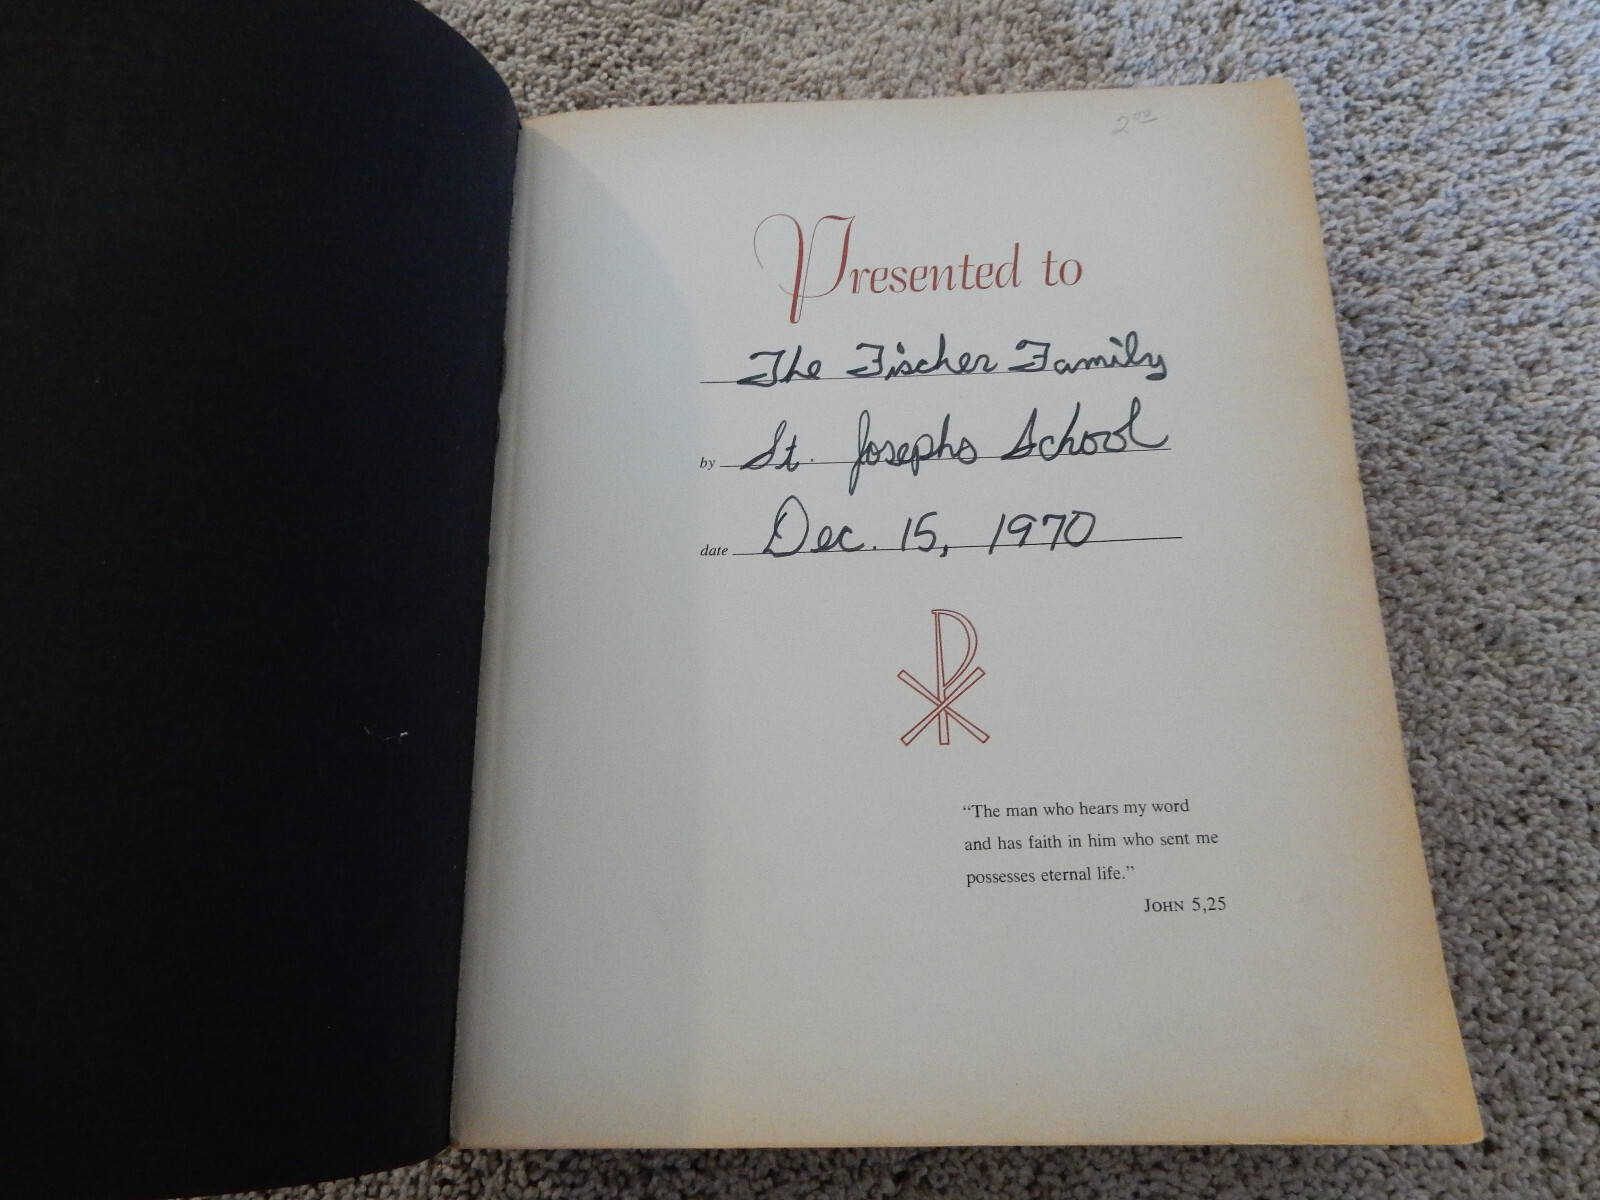 2⁰⁰
Presented to
The Fischer Family
by St. Josephs School
date Dec. 15, 1970
“The man who hears my word
and has faith in him who sent me
possesses eternal life.”
JOHN 5,25